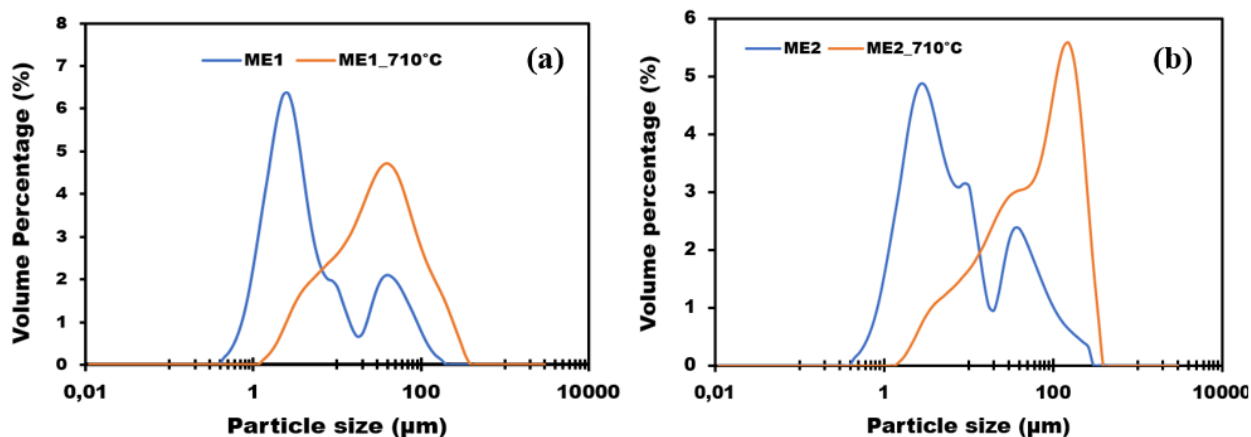 ME1 ME1_710°C (a)
Volume Percentage (%)
8
7
6
5
4
3
2
1
0
0,01 1 100 10000
Particle size (µm)
ME2 ME2_710°C (b)
Volume percentage (%)
6
5
4
3
2
1
0
0,01 1 100 10000
Particle size (µm)